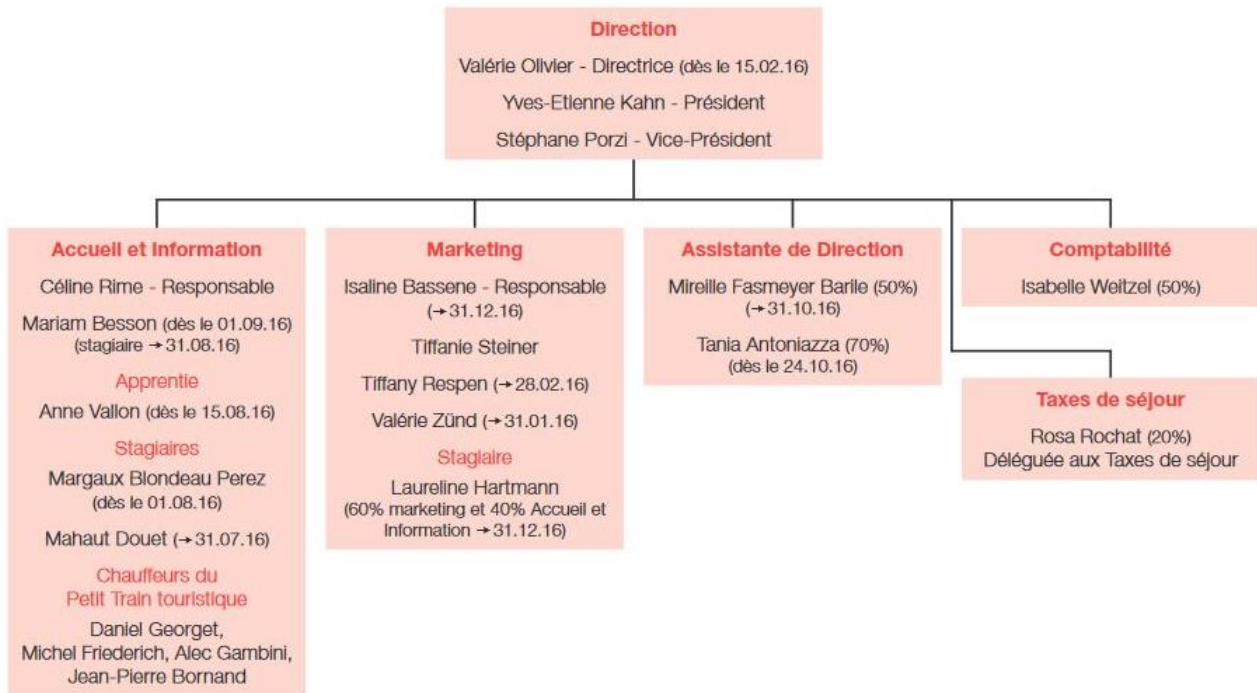 Direction
Valérie Olivier - Directrice (dès le 15.02.16)
Yves-Etienne Kahn - Président
Stéphane Porzi - Vice-Président
Accueil et Information
Céline Rime - Responsable
Mariam Besson (dès le 01.09.16)
(stagiaire → 31.08.16)
Apprentie
Anne Vallon (dès le 15.08.16)
Stagiaires
Margaux Blondeau Perez
(dès le 01.08.16)
Mahaut Douet (→ 31.07.16)
Chauffeurs du
Petit Train touristique
Daniel Georget,
Michel Friederich, Alec Gambini,
Jean-Pierre Bornand
Marketing
Isaline Bassene - Responsable
(→ 31.12.16)
Tiffanie Steiner
Tiffany Respen (→ 28.02.16)
Valérie Zünd (→ 31.01.16)
Stagiaire
Laureline Hartmann
(60% marketing et 40% Accueil et
Information → 31.12.16)
Assistante de Direction
Mireille Fasmeyer Barile (50%)
(→ 31.10.16)
Tania Antoniazza (70%)
(dès le 24.10.16)
Comptabilité
Isabelle Weitzel (50%)
Taxes de séjour
Rosa Rochat (20%)
Déléguée aux Taxes de séjour